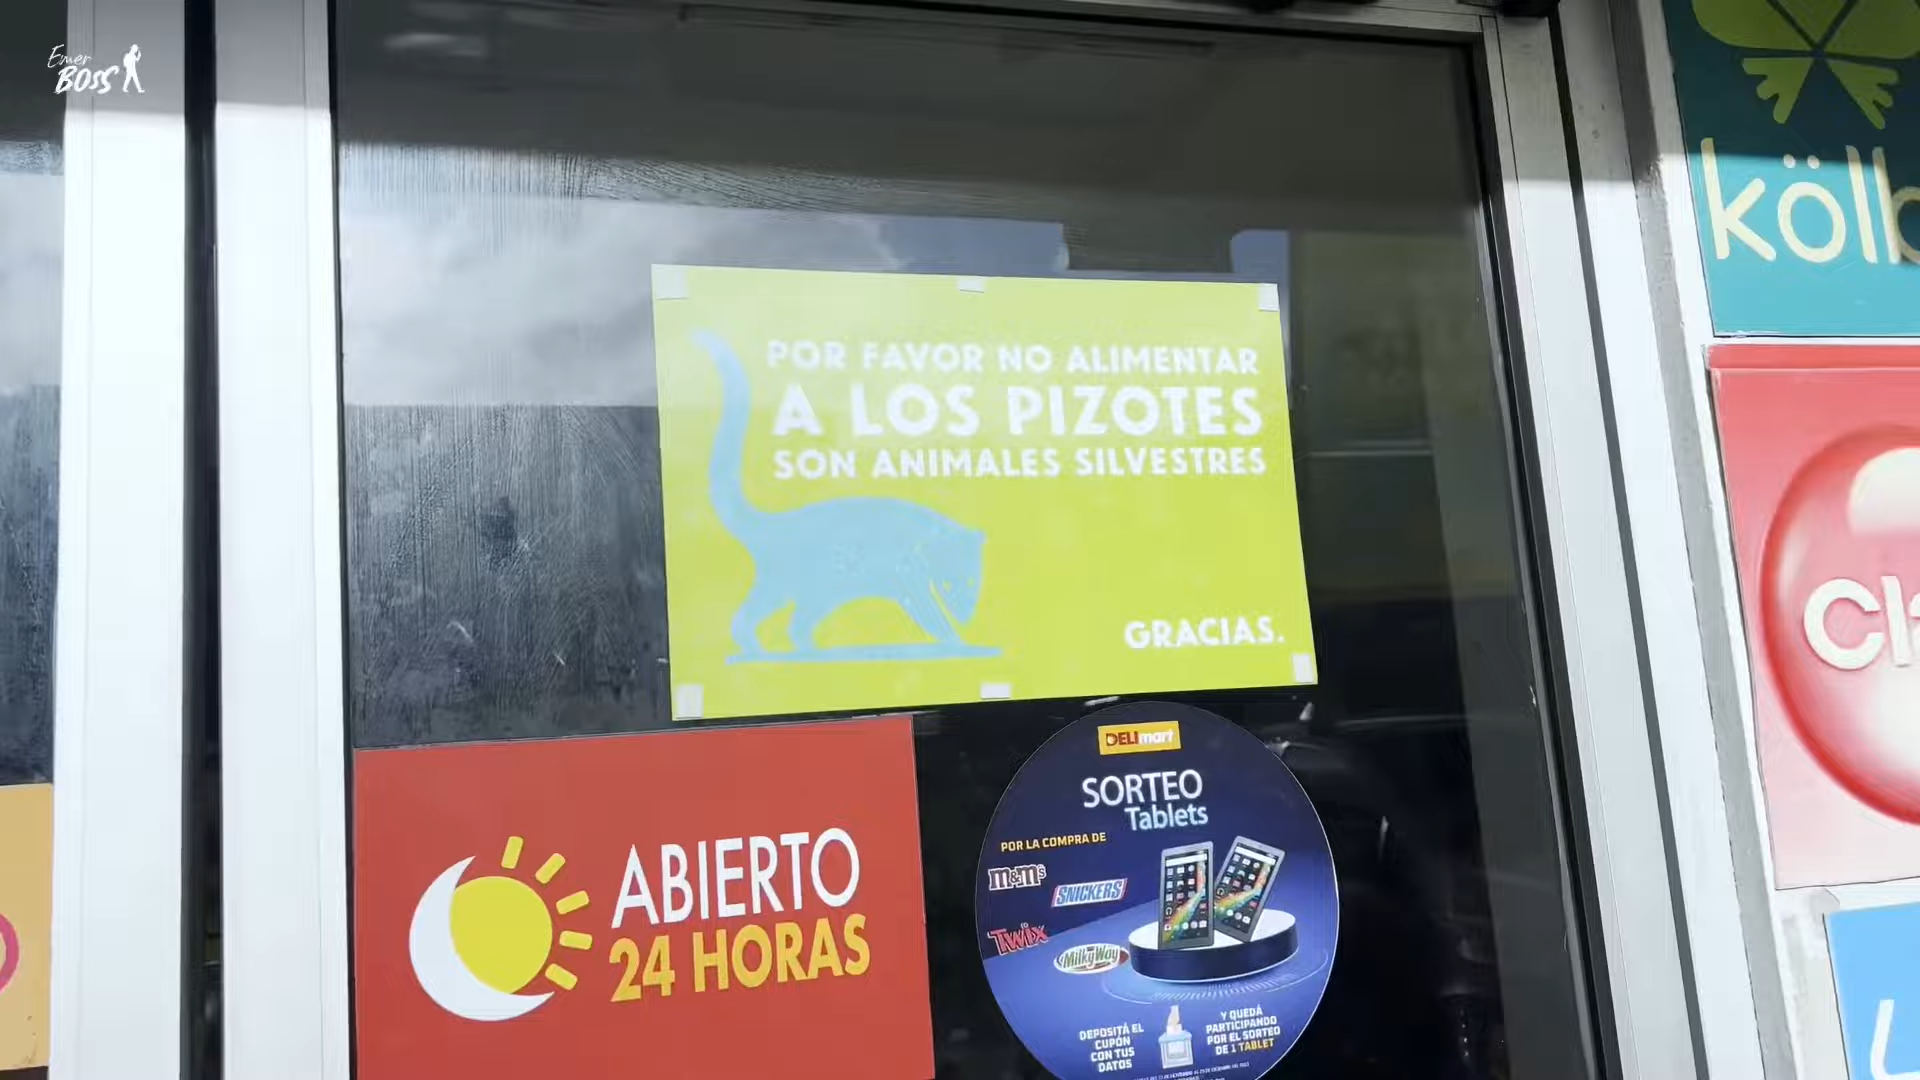 Emer
BOSS
kölb
POR FAVOR NO ALIMENTAR
A LOS PIZOTES
SON ANIMALES SILVESTRES
GRACIAS.
Cla
ABIERTO
24 HORAS
DELImart
SORTEO
Tablets
POR LA COMPRA DE
m&m's
SNICKERS
TWIX
MilkyWay
DEPOSITÁ EL
CUPÓN
CON TUS
DATOS
Y QUEDÁ
PARTICIPANDO
POR EL SORTEO
DE 1 TABLET